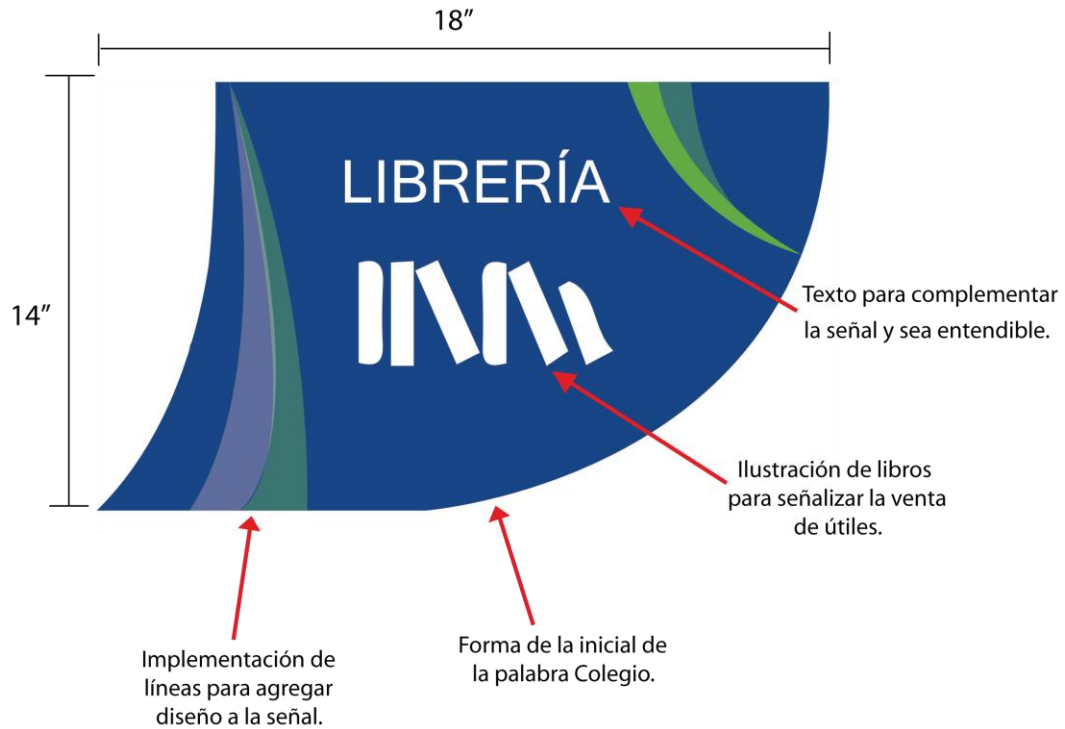 18”
14”
LIBRERÍA
Texto para complementar
la señal y sea entendible.
Ilustración de libros
para señalizar la venta
de útiles.
Forma de la inicial de
la palabra Colegio.
Implementación de
líneas para agregar
diseño a la señal.